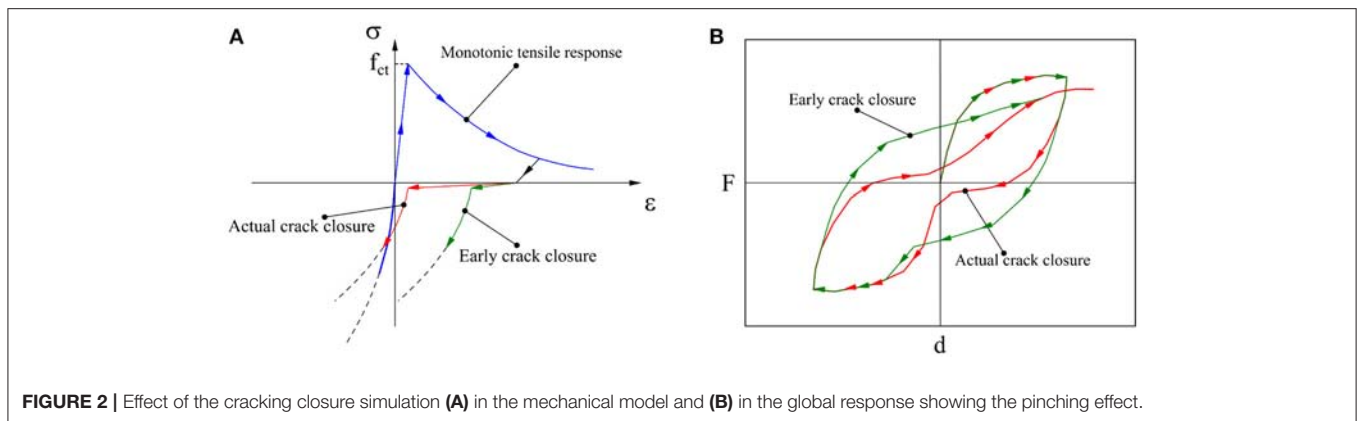 A
σ
f_ct
Monotonic tensile response
ε
Actual crack closure
Early crack closure
B
Early crack closure
F
Actual crack closure
d
FIGURE 2 | Effect of the cracking closure simulation (A) in the mechanical model and (B) in the global response showing the pinching effect.